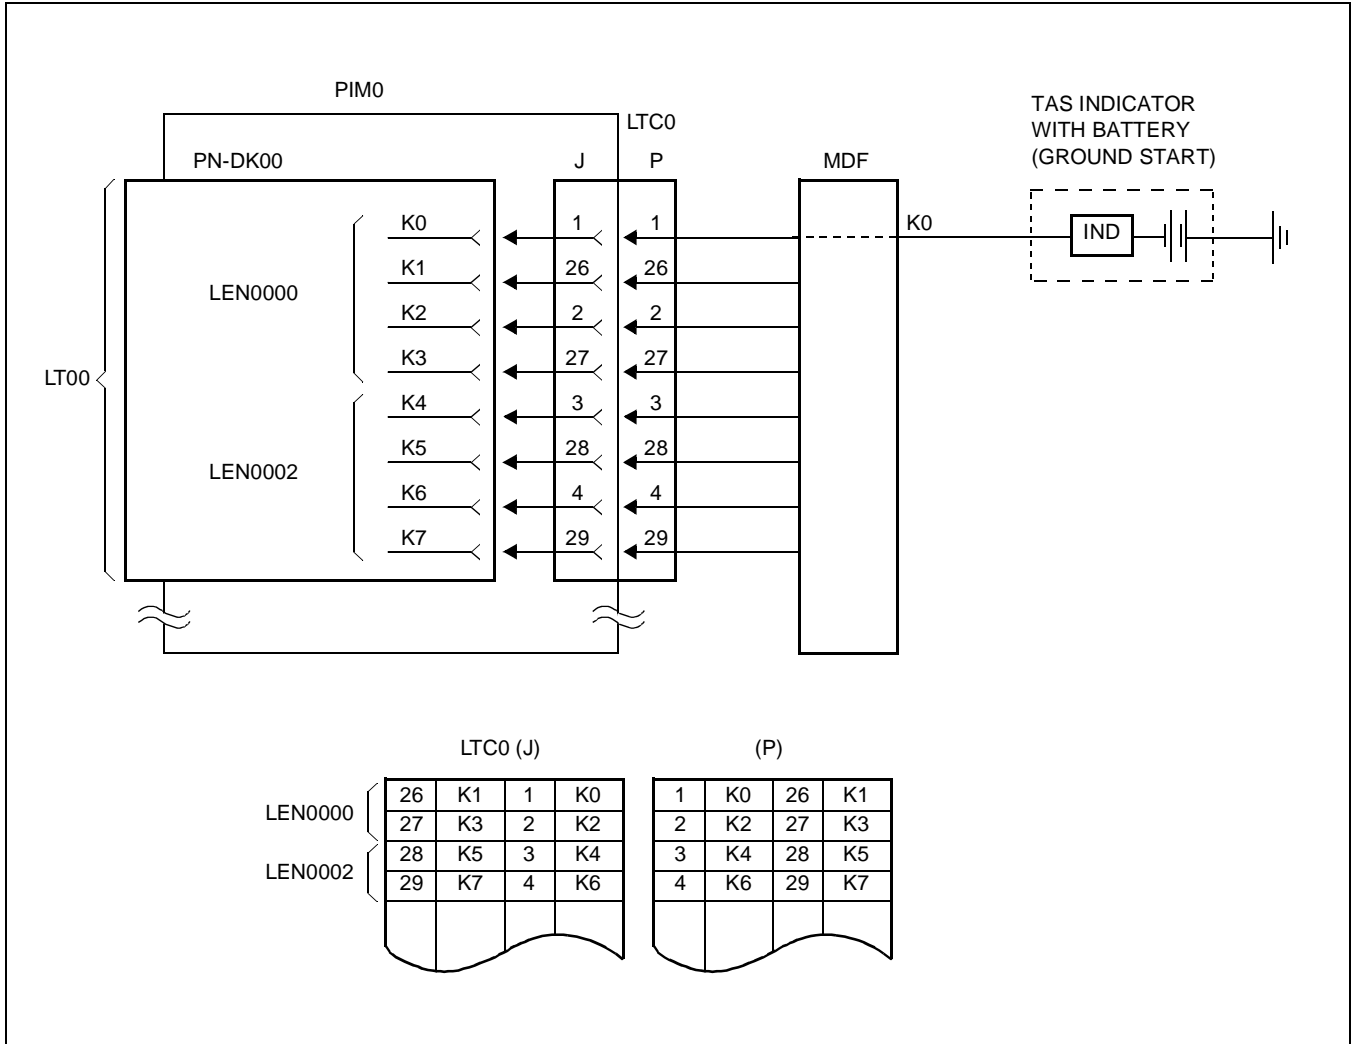 PIM0
LTC0
TAS INDICATOR
WITH BATTERY
(GROUND START)
PN-DK00 J P MDF
K0 1 1 K0 IND
K1 26 26
LEN0000
K2 2 2
K3 27 27
LT00
K4 3 3
K5 28 28
LEN0002
K6 4 4
K7 29 29
LTC0 (J) (P)
LEN0000
26 K1 1 K0 1 K0 26 K1
27 K3 2 K2 2 K2 27 K3
LEN0002
28 K5 3 K4 3 K4 28 K5
29 K7 4 K6 4 K6 29 K7